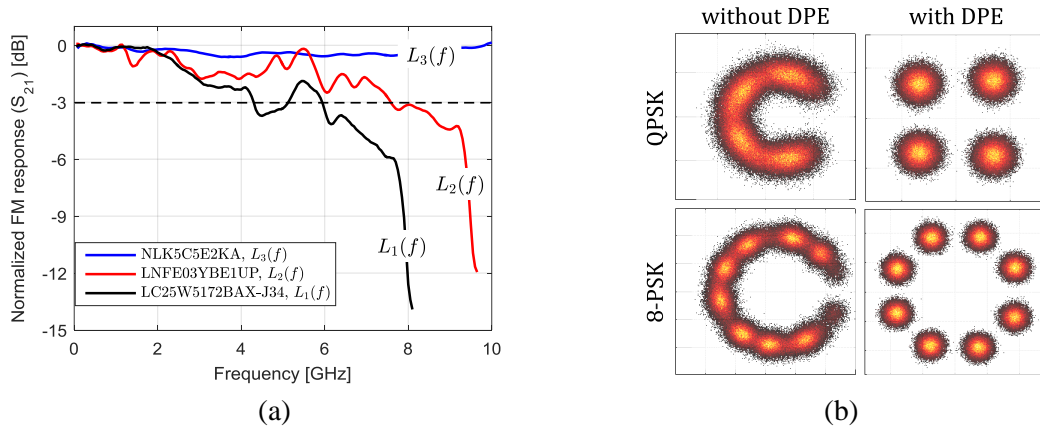 Normalized FM response (S21) [dB]
0
-3
-6
-9
-12
-15
L3(f)
L2(f)
L1(f)
NLK5C5E2KA, L3(f)
LNFE03YBE1UP, L2(f)
LC25W5172BAX-J34, L1(f)
0 2 4 6 8 10
Frequency [GHz]
(a)
without DPE with DPE
QPSK
8-PSK
(b)